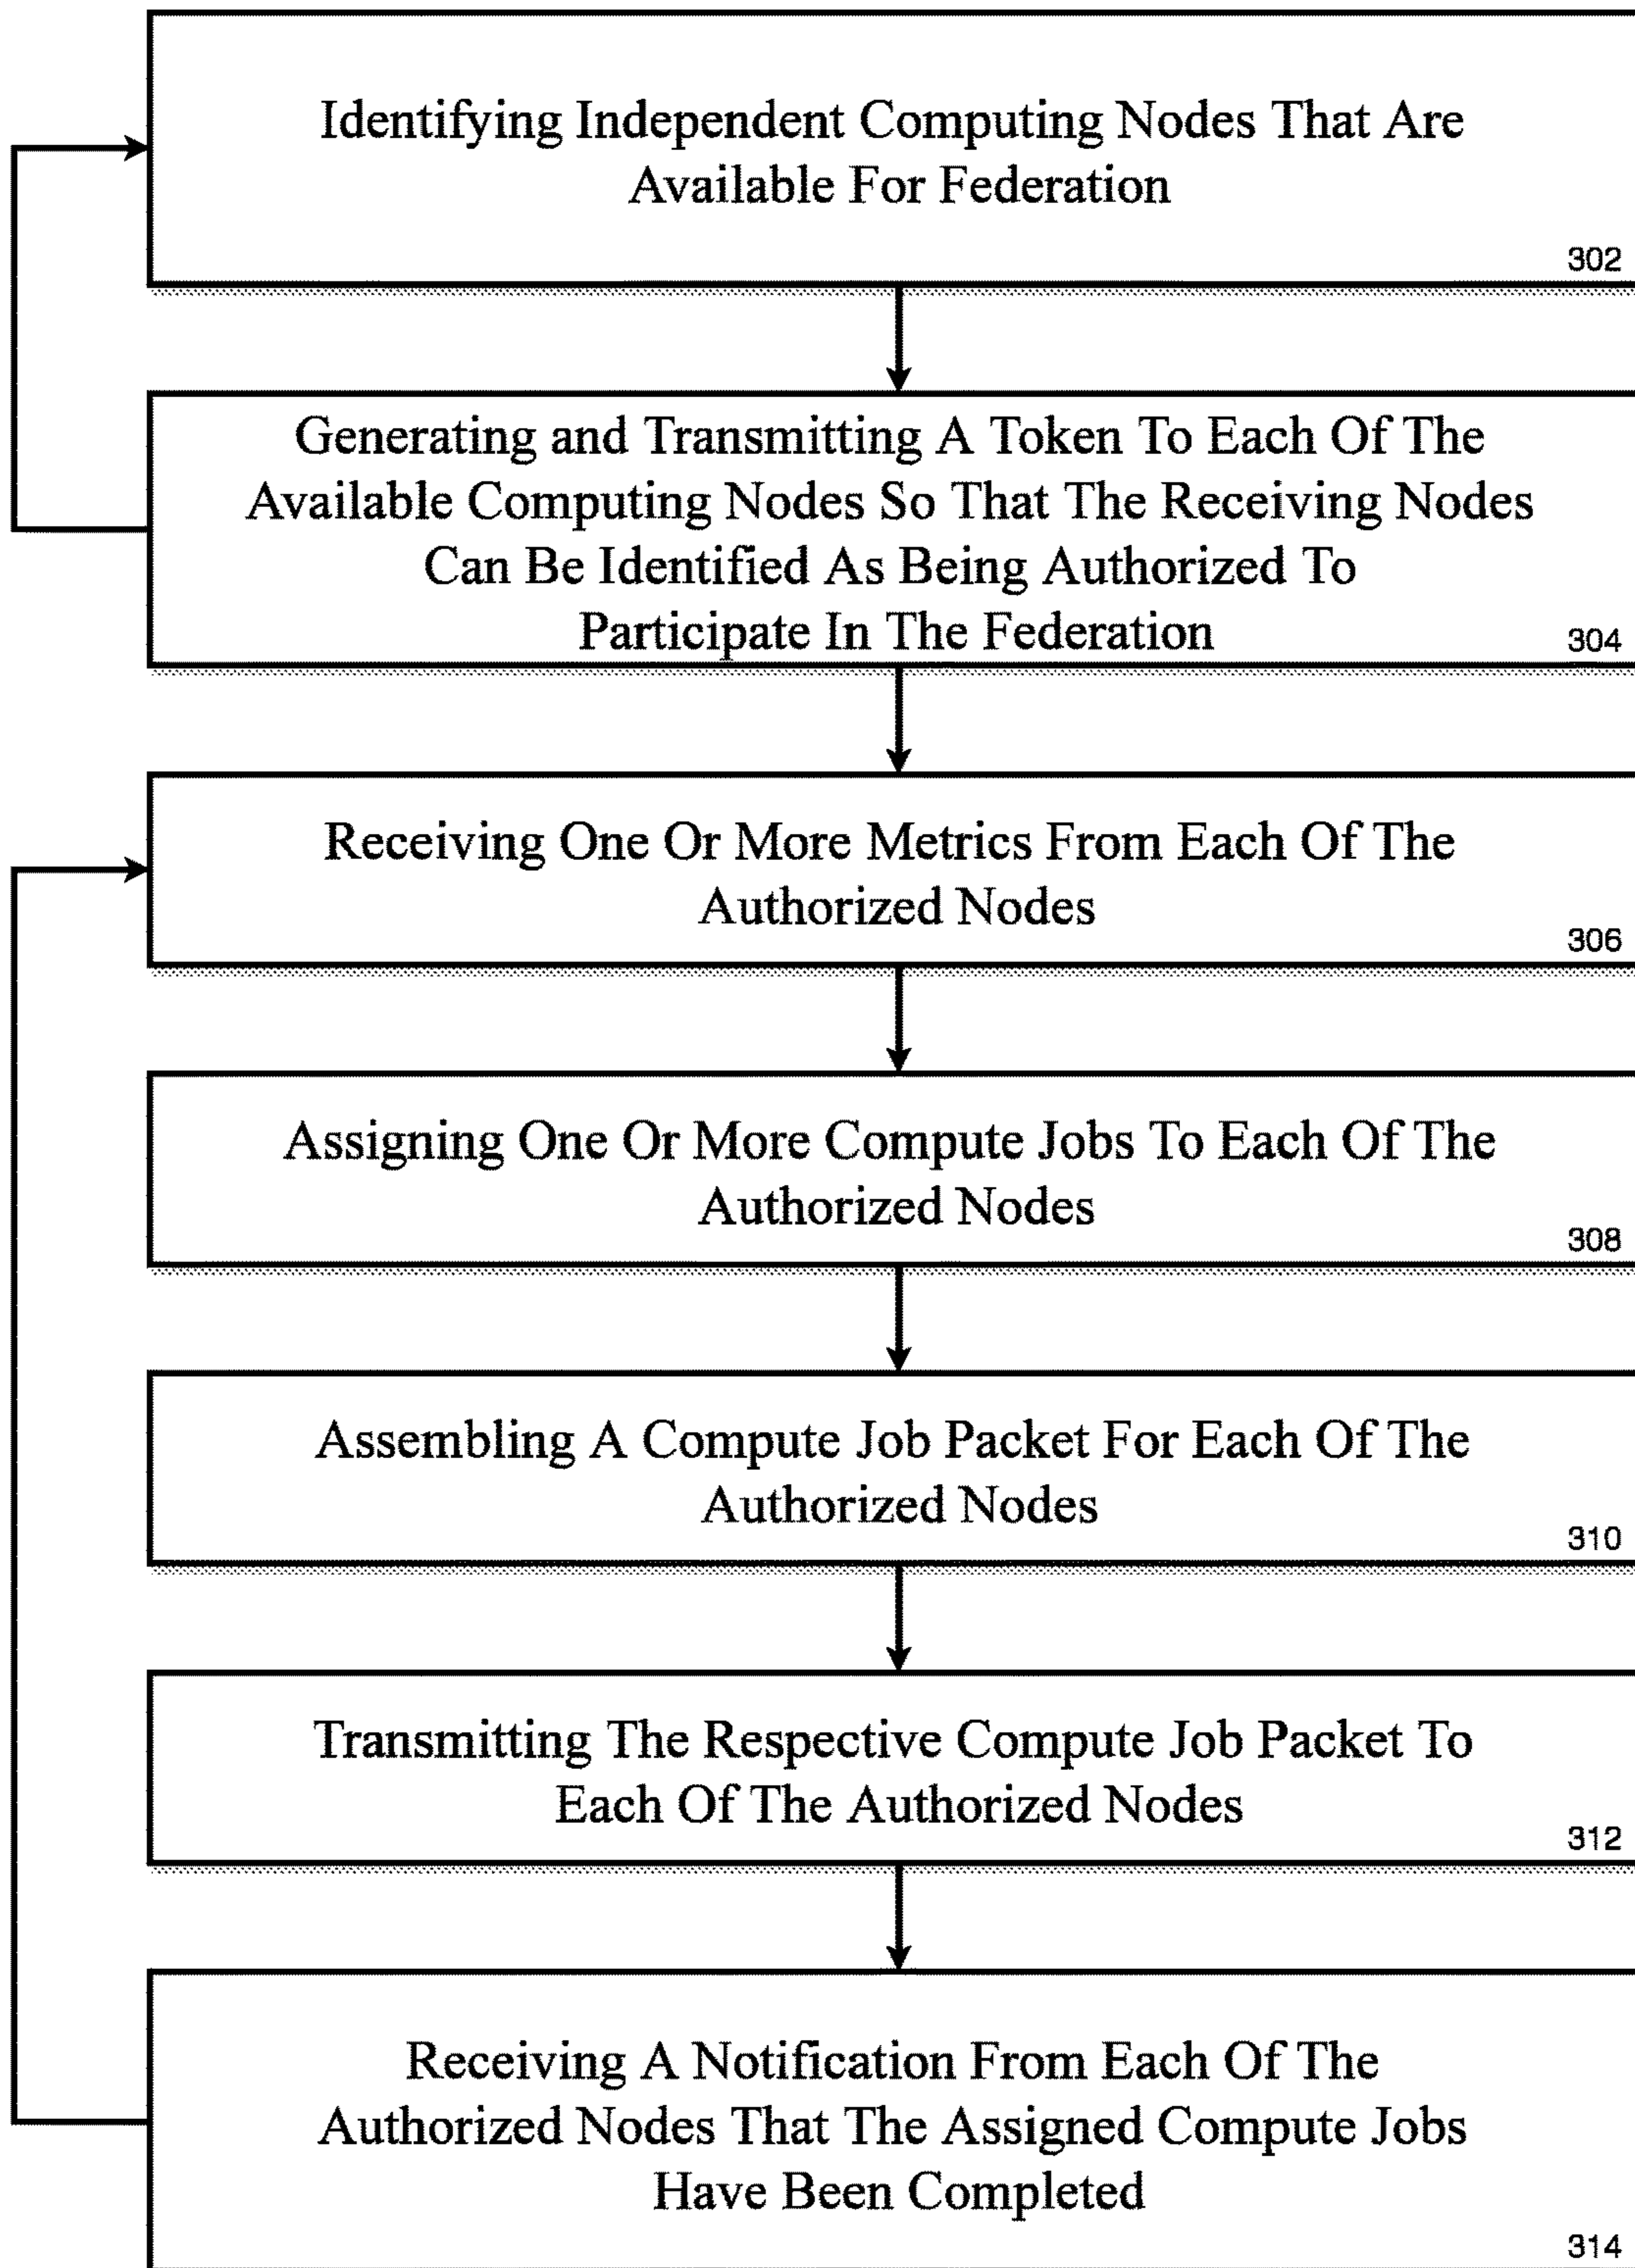 Identifying Independent Computing Nodes That Are
Available For Federation
302
Generating and Transmitting A Token To Each Of The
Available Computing Nodes So That The Receiving Nodes
Can Be Identified As Being Authorized To
Participate In The Federation
304
Receiving One Or More Metrics From Each Of The
Authorized Nodes
306
Assigning One Or More Compute Jobs To Each Of The
Authorized Nodes
308
Assembling A Compute Job Packet For Each Of The
Authorized Nodes
310
Transmitting The Respective Compute Job Packet To
Each Of The Authorized Nodes
312
Receiving A Notification From Each Of The
Authorized Nodes That The Assigned Compute Jobs
Have Been Completed
314